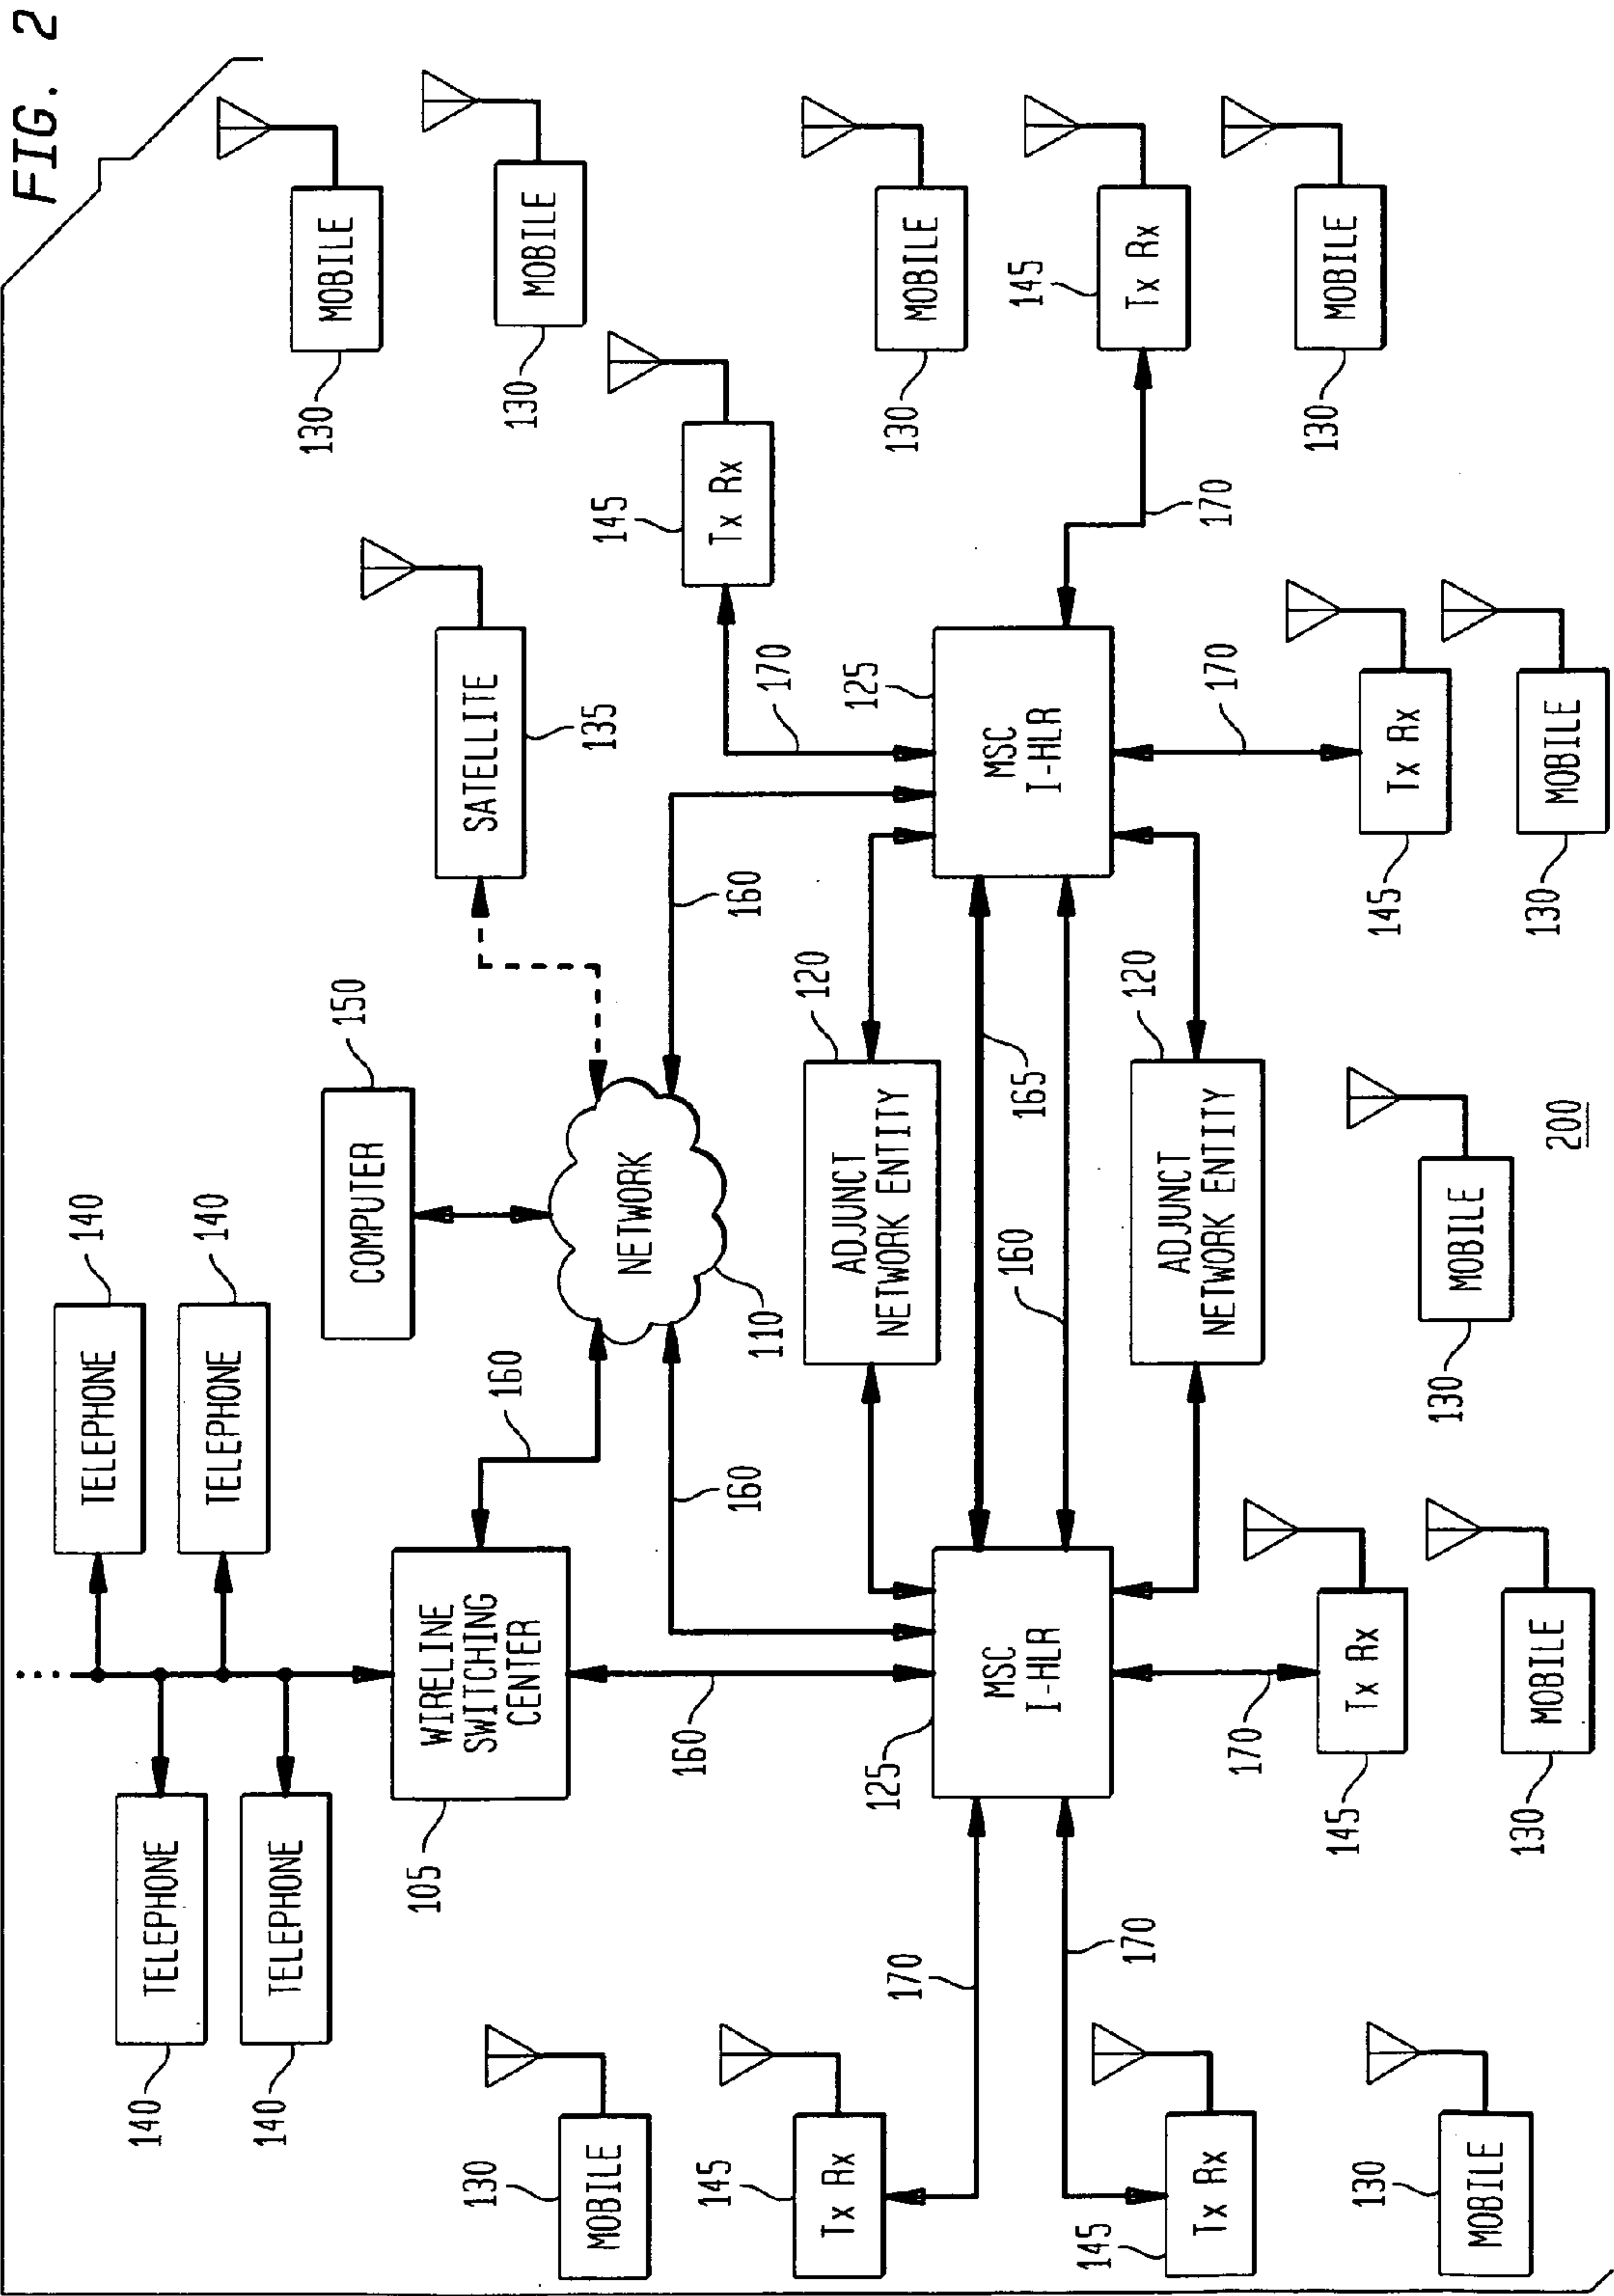 FIG. 2
140
TELEPHONE
140
TELEPHONE
TELEPHONE
140
TELEPHONE
140
WIRELINE
SWITCHING
CENTER
105
150
COMPUTER
SATELLITE
135
MOBILE
130
MOBILE
130
160
NETWORK
110
160
160
160
145
Tx Rx
170
130
MOBILE
145
Tx Rx
170
125
MSC
I-HLR
120
ADJUNCT
NETWORK ENTITY
165
160
125
MSC
I-HLR
MOBILE
130
145
Tx Rx
170
170
120
ADJUNCT
NETWORK ENTITY
170
MOBILE
130
Tx Rx
145
170
Tx Rx
145
170
Tx Rx
145
130
MOBILE
MOBILE
130
MOBILE
130
MOBILE
130
200